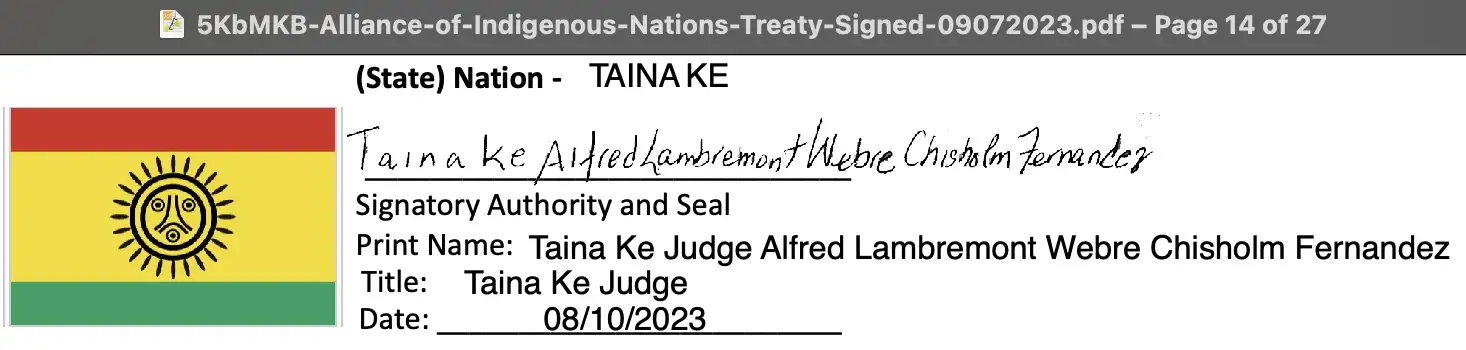 5KbMKB-Alliance-of-Indigenous-Nations-Treaty-Signed-09072023.pdf – Page 14 of 27
(State) Nation - TAINA KE
Taina Ke Alfred Lambremont Webre Chisholm Fernandez
Signatory Authority and Seal
Print Name: Taina Ke Judge Alfred Lambremont Webre Chisholm Fernandez
Title: Taina Ke Judge
Date: 08/10/2023